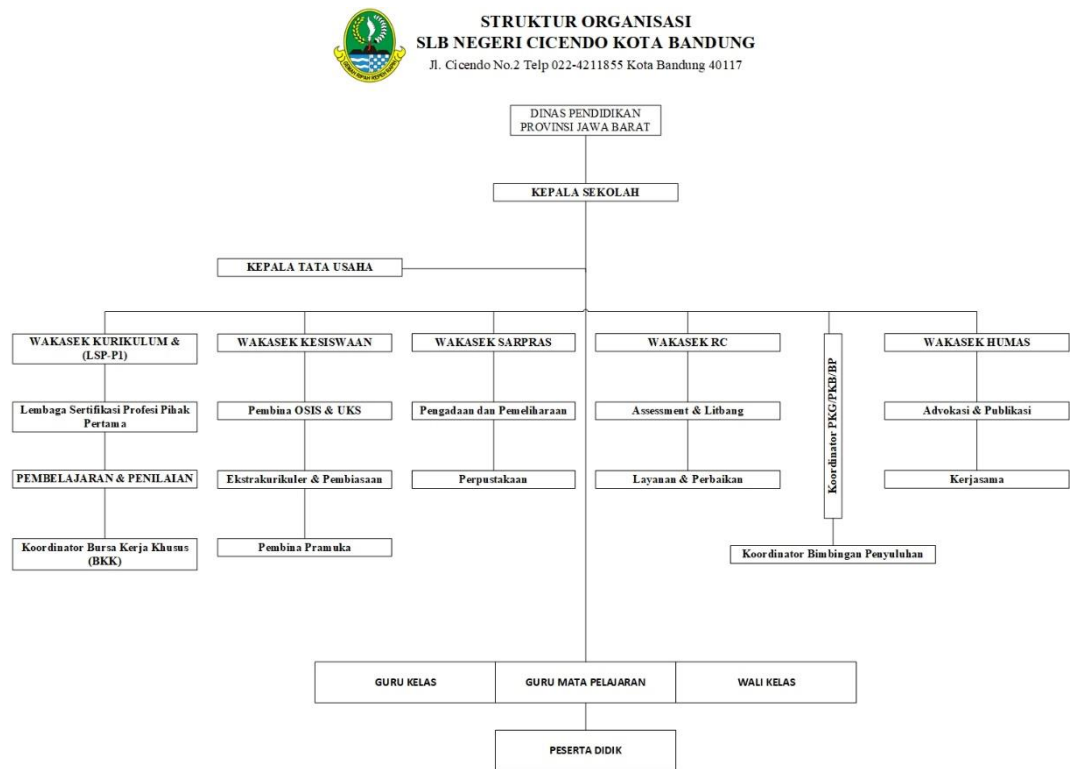 STRUKTUR ORGANISASI
SLB NEGERI CICENDO KOTA BANDUNG
Jl. Cicendo No.2 Telp 022-4211855 Kota Bandung 40117
DINAS PENDIDIKAN
PROVINSI JAWA BARAT
KEPALA SEKOLAH
KEPALA TATA USAHA
WAKASEK KURIKULUM &
(LSP-P1)
Lembaga Sertifikasi Profesi Pihak
Pertama
PEMBELAJARAN & PENILAIAN
Koordinator Bursa Kerja Khusus
(BKK)
WAKASEK KESISWAAN
Pembina OSIS & UKS
Ekstrakurikuler & Pembiasaan
Pembina Pramuka
WAKASEK SARPRAS
Pengadaan dan Pemeliharaan
Perpustakaan
WAKASEK RC
Assessment & Litbang
Layanan & Perbaikan
Koordinator PKG/PKB/BP
Koordinator Bimbingan Penyuluhan
WAKASEK HUMAS
Advokasi & Publikasi
Kerjasama
GURU KELAS
GURU MATA PELAJARAN
WALI KELAS
PESERTA DIDIK